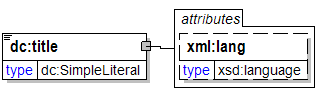 attributes
dc:title
type dc:SimpleLiteral
xml:lang
type xsd:language